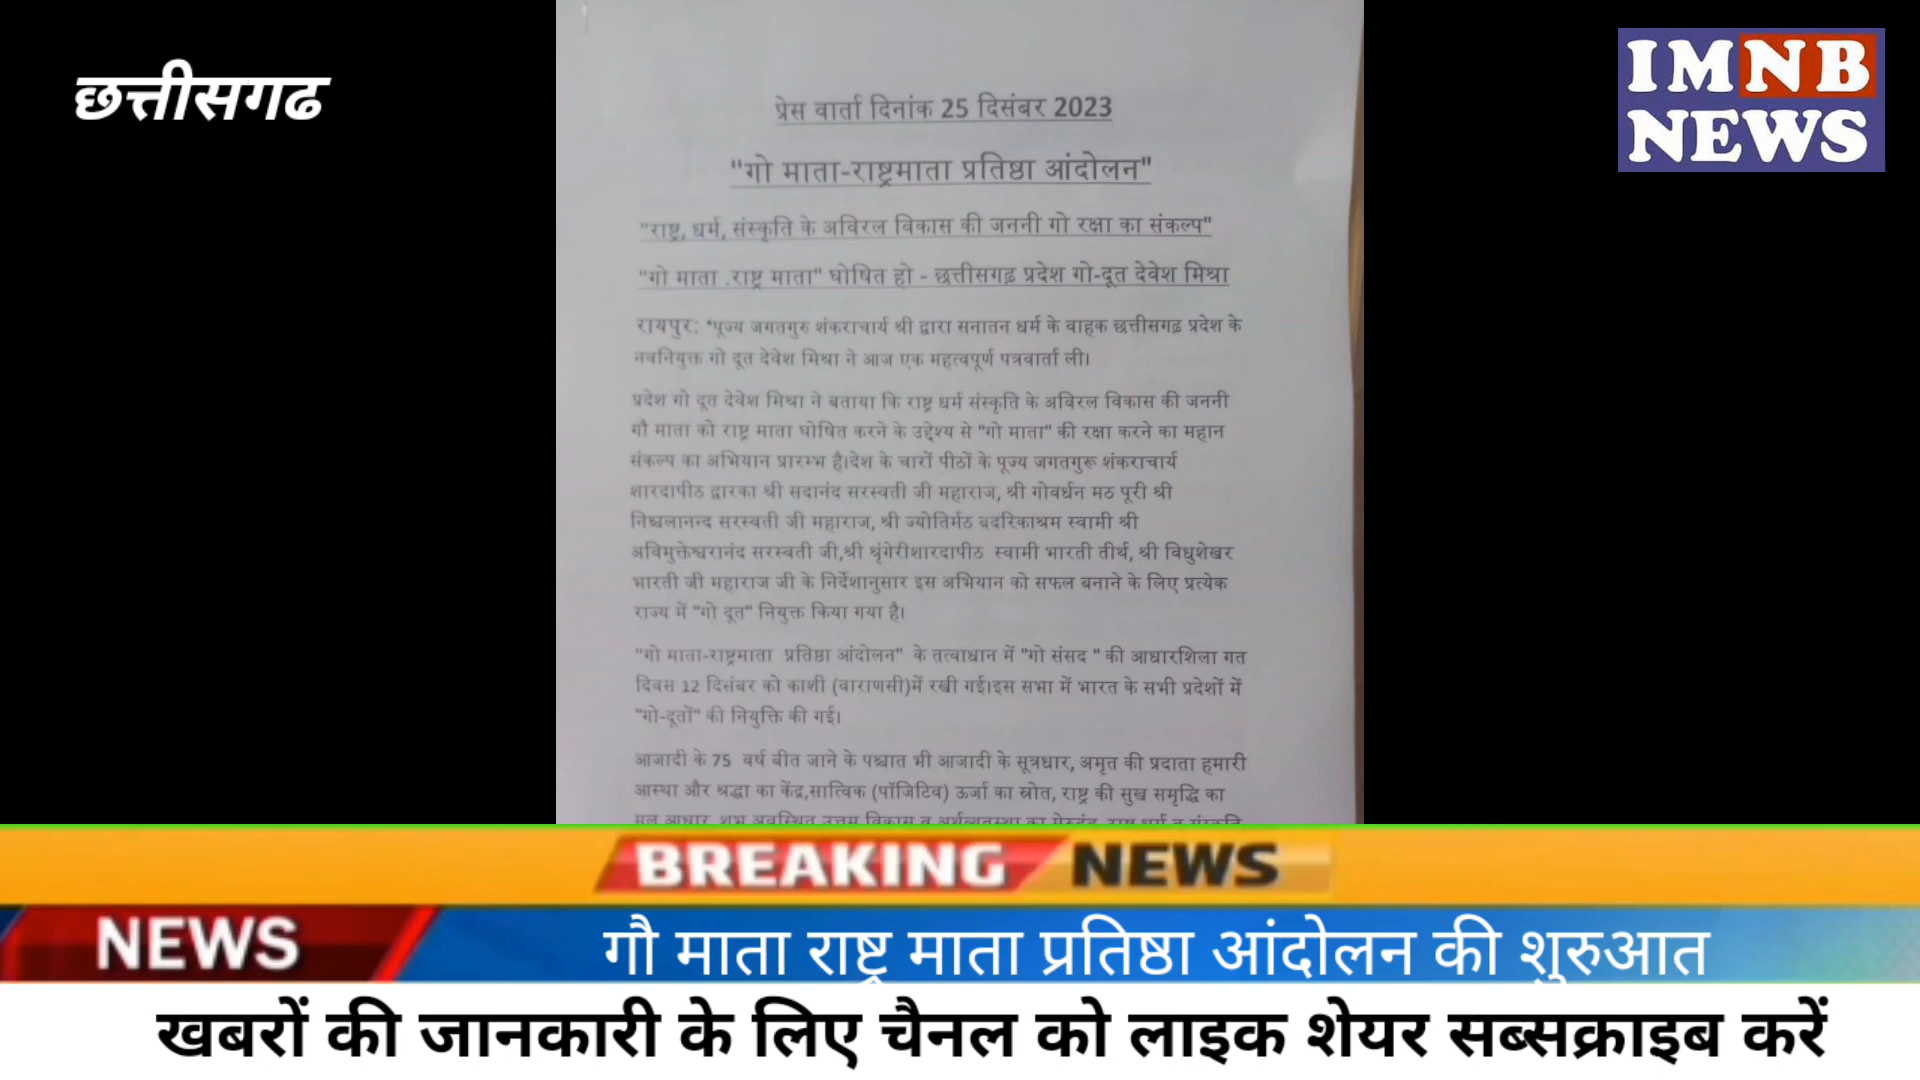 छत्तीसगढ
IMNB
NEWS
प्रेस वार्ता दिनांक 25 दिसंबर 2023
"गो माता-राष्ट्रमाता प्रतिष्ठा आंदोलन"
"राष्ट्र, धर्म, संस्कृति के अविरल विकास की जननी गो रक्षा का संकल्प"
"गो माता .राष्ट्र माता" घोषित हो - छत्तीसगढ़ प्रदेश गो-दूत देवेश मिश्रा
रायपुर: "पूज्य जगतगुरु शंकराचार्य श्री द्वारा सनातन धर्म के वाहक छत्तीसगढ़ प्रदेश के
नवनियुक्त गो दूत देवेश मिश्रा ने आज एक महत्वपूर्ण पत्रवार्ता ली।
प्रदेश गो दूत देवेश मिश्रा ने बताया कि राष्ट्र धर्म संस्कृति के अविरल विकास की जननी
गौ माता को राष्ट्र माता घोषित करने के उद्देश्य से "गो माता" की रक्षा करने का महान
संकल्प का अभियान प्रारम्भ है।देश के चारों पीठों के पूज्य जगतगुरू शंकराचार्य
शारदापीठ द्वारका श्री सदानंद सरस्वती जी महाराज, श्री गोवर्धन मठ पूरी श्री
निश्चलानन्द सरस्वती जी महाराज, श्री ज्योतिर्मठ बदरिकाश्रम स्वामी श्री
अविमुक्तेश्वरानंद सरस्वती जी,श्री श्रृंगेरीशारदापीठ स्वामी भारती तीर्थ, श्री विधुशेखर
भारती जी महाराज जी के निर्देशानुसार इस अभियान को सफल बनाने के लिए प्रत्येक
राज्य में "गो दूत" नियुक्त किया गया है।
"गो माता-राष्ट्रमाता प्रतिष्ठा आंदोलन" के तत्वाधान में "गो संसद " की आधारशिला गत
दिवस 12 दिसंबर को काशी (वाराणसी)में रखी गई।इस सभा में भारत के सभी प्रदेशों में
"गो-दूतों" की नियुक्ति की गई।
आजादी के 75 वर्ष बीत जाने के पश्चात भी आजादी के सूत्रधार, अमृत की प्रदाता हमारी
आस्था और श्रद्धा का केंद्र,सात्विक (पॉजिटिव) ऊर्जा का स्रोत, राष्ट्र की सुख समृद्धि का
BREAKING NEWS
NEWS
गौ माता राष्ट्र माता प्रतिष्ठा आंदोलन की शुरुआत
खबरों की जानकारी के लिए चैनल को लाइक शेयर सब्सक्राइब करें